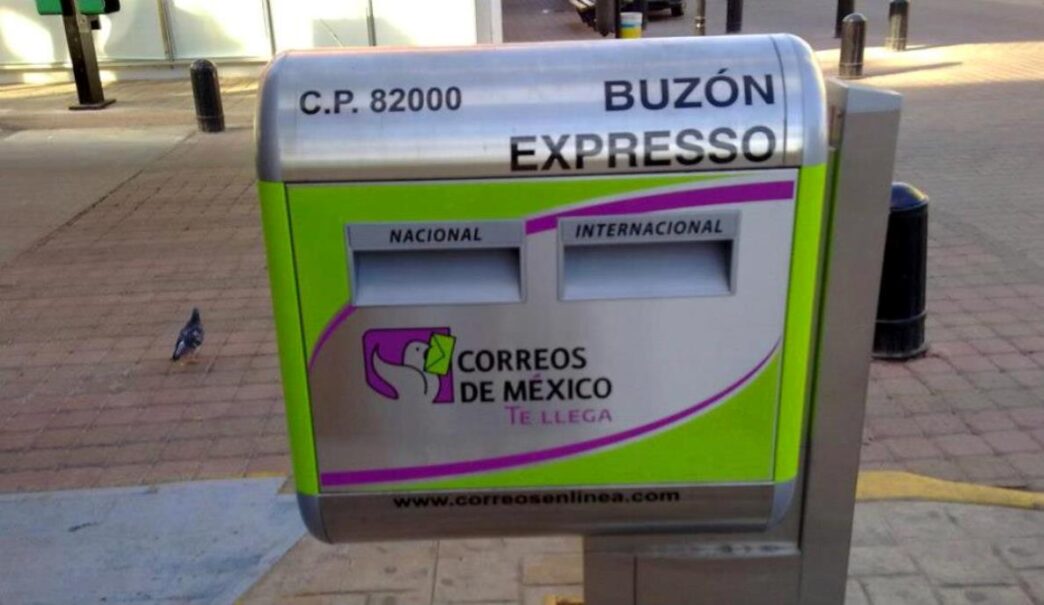 C.P. 82000
BUZÓN
EXPRESSO
NACIONAL
INTERNACIONAL
CORREOS
DE MÉXICO
TE LLEGA
www.correosenlinea.com